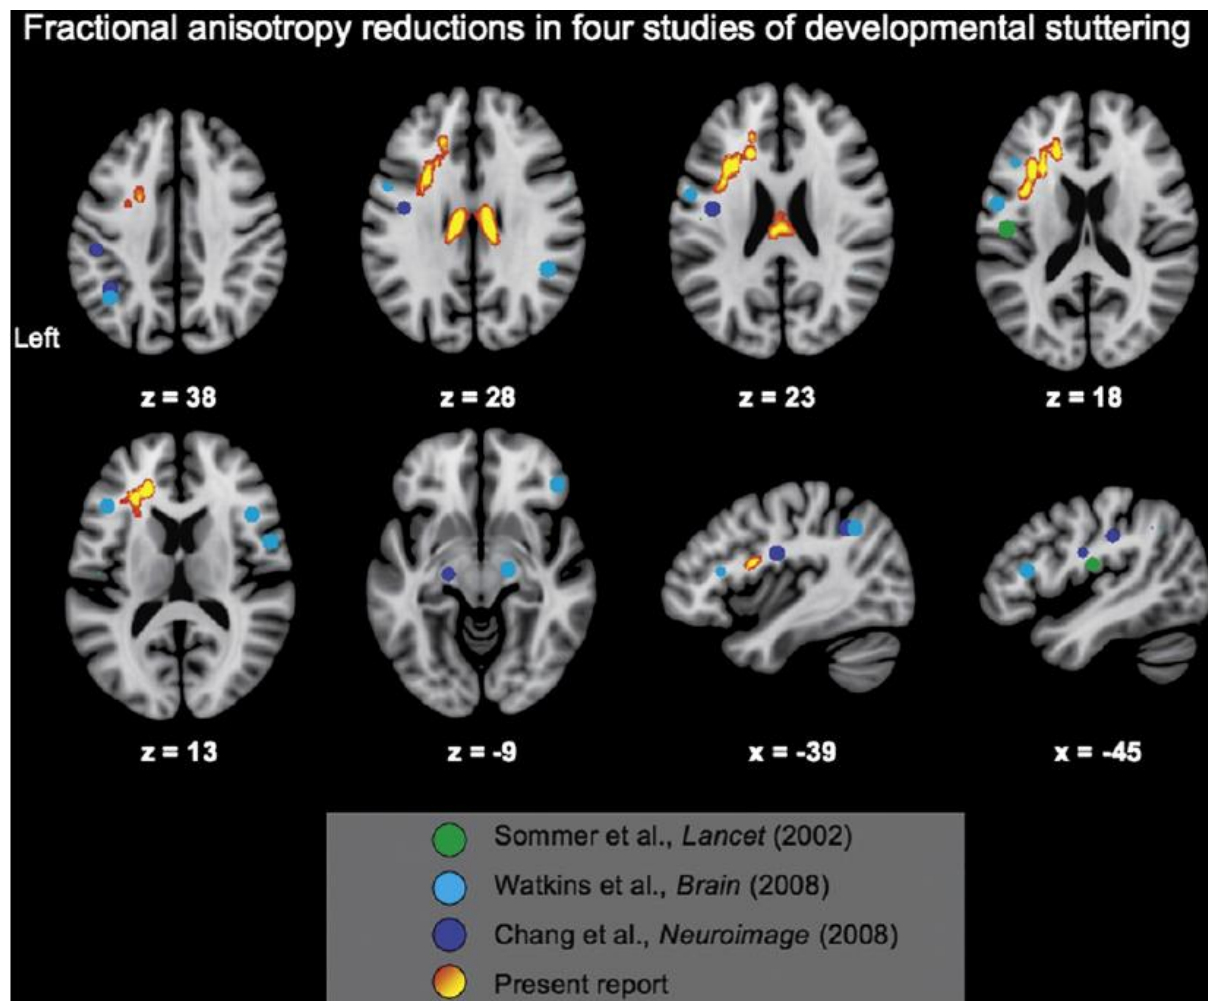 Fractional anisotropy reductions in four studies of developmental stuttering
Left
z = 38
z = 28
z = 23
z = 18
z = 13
z = -9
x = -39
x = -45
Sommer et al., Lancet (2002)
Watkins et al., Brain (2008)
Chang et al., Neuroimage (2008)
Present report